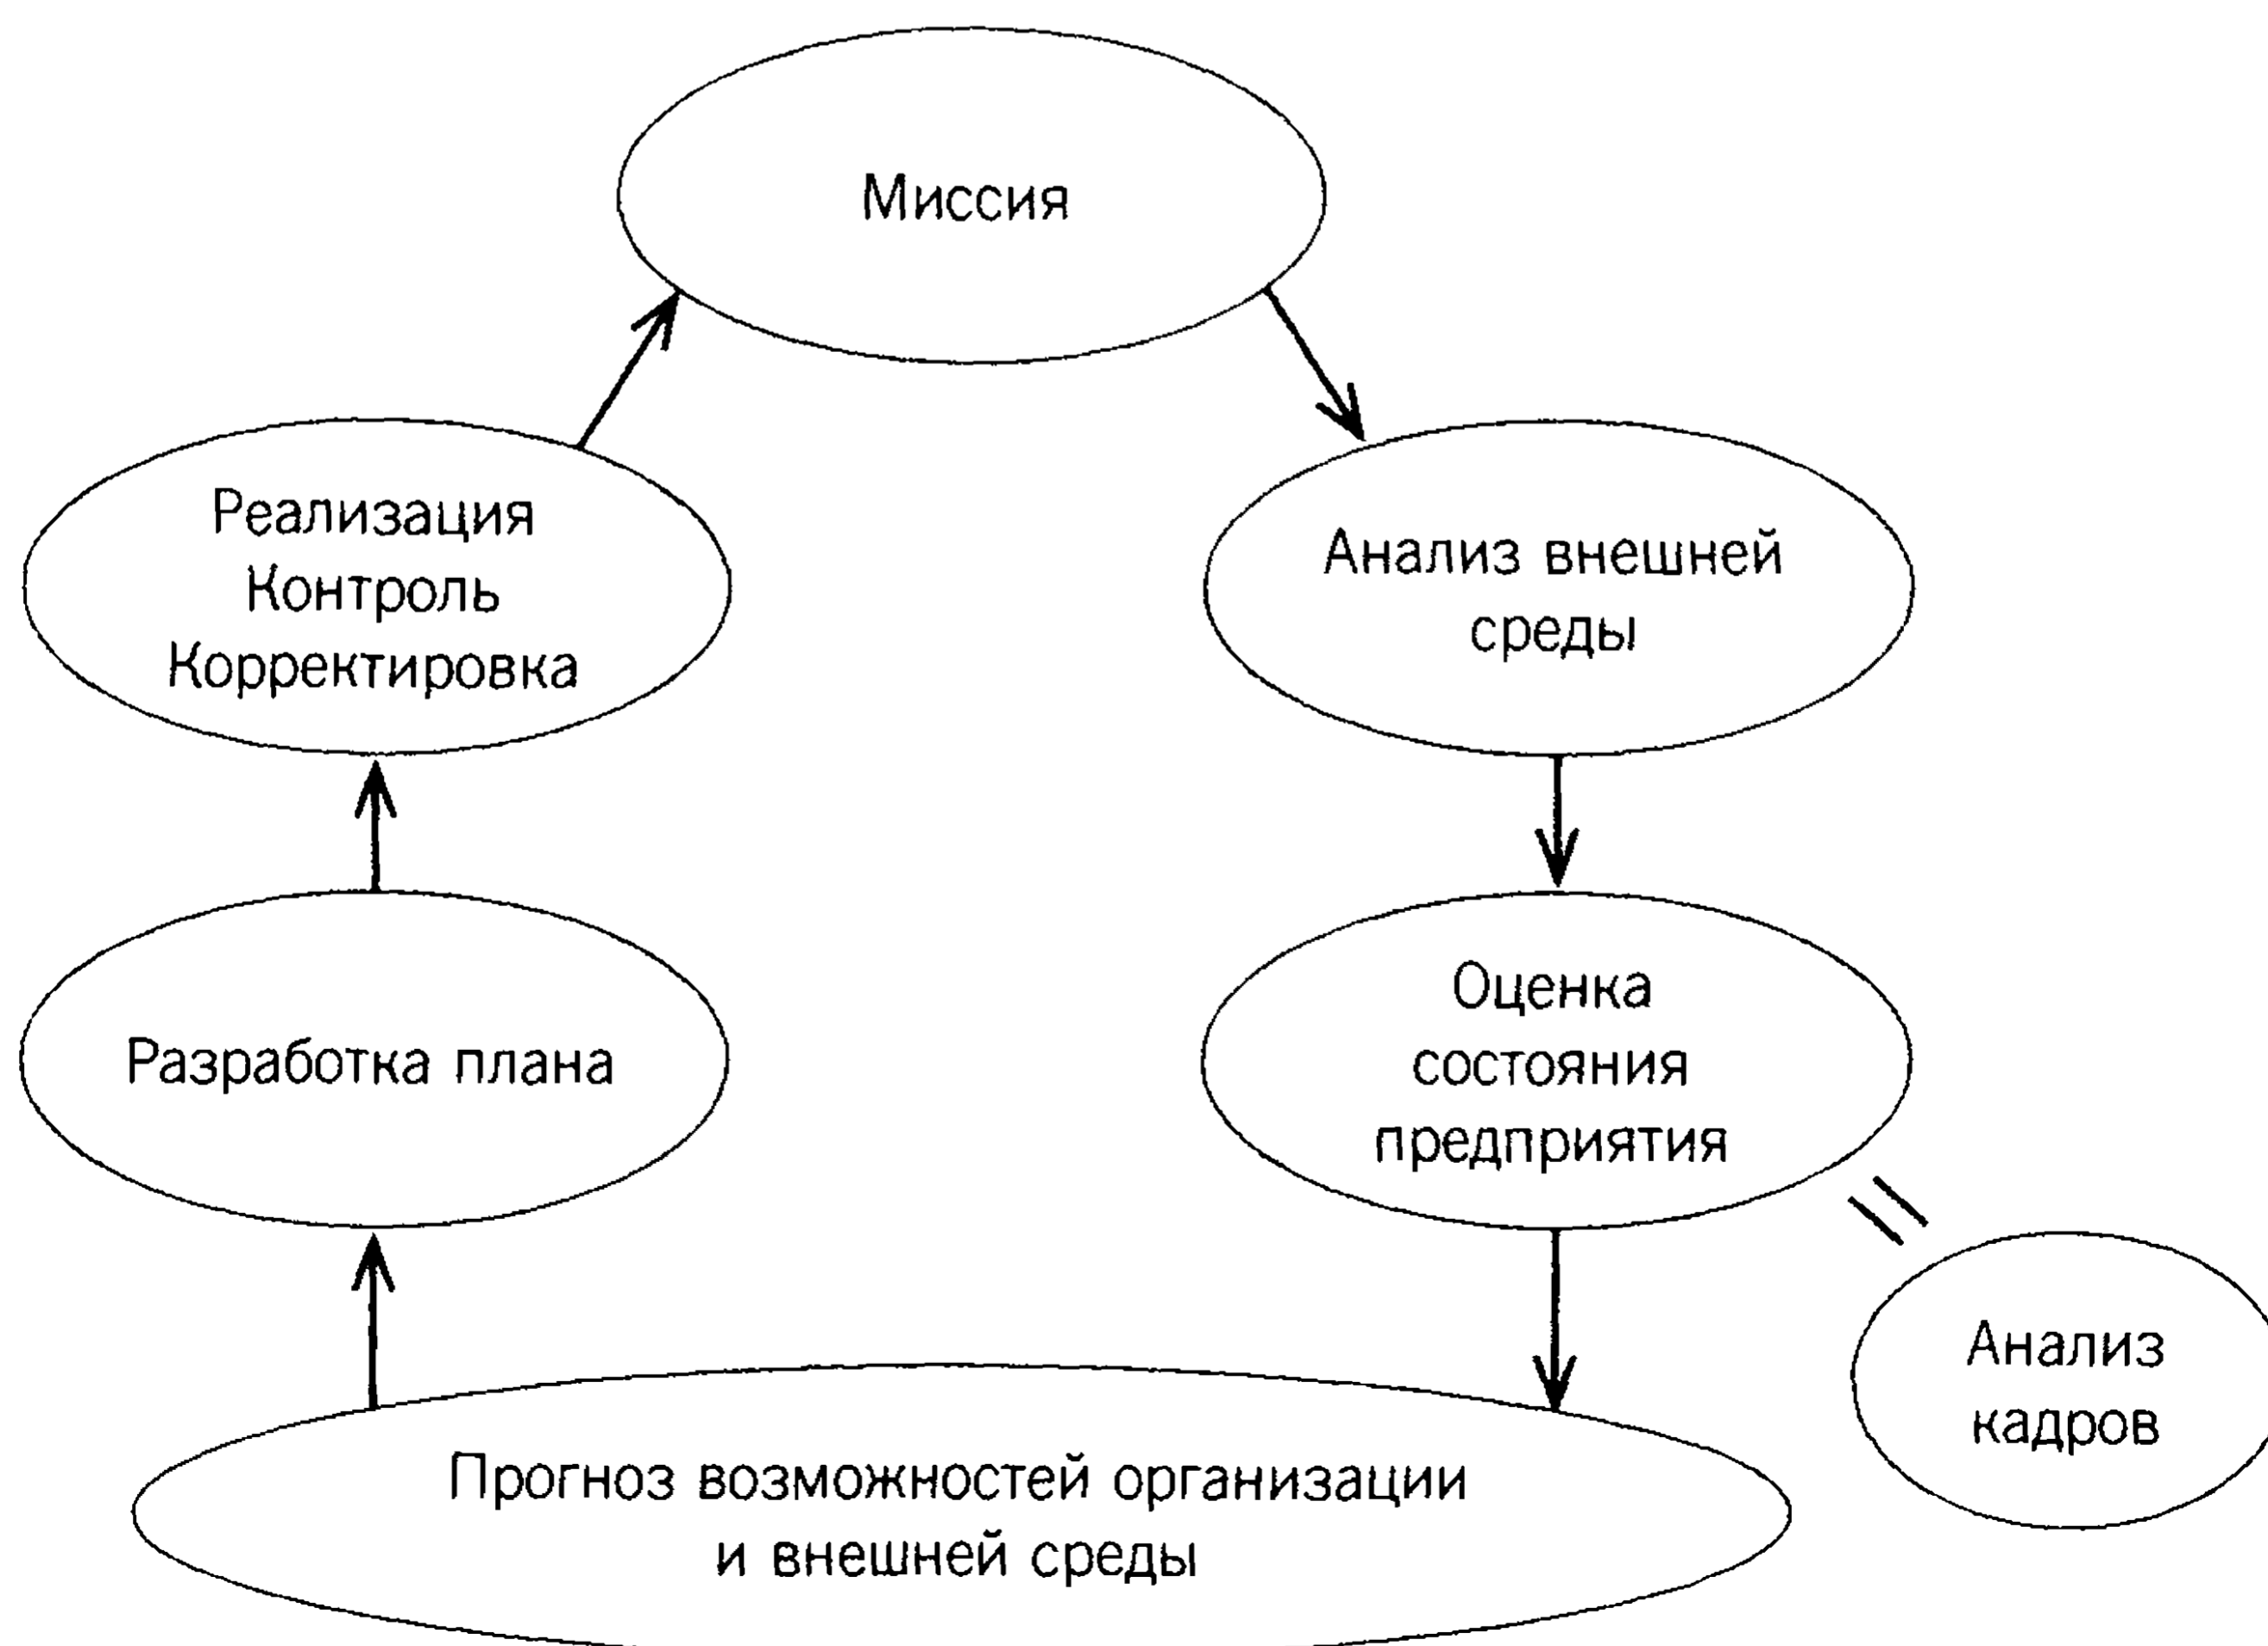 Миссия
Реализация
Контроль
Корректировка
Анализ внешней
среды
Разработка плана
Оценка
состояния
предприятия
Анализ
кадров
Прогноз возможностей организации
и внешней среды